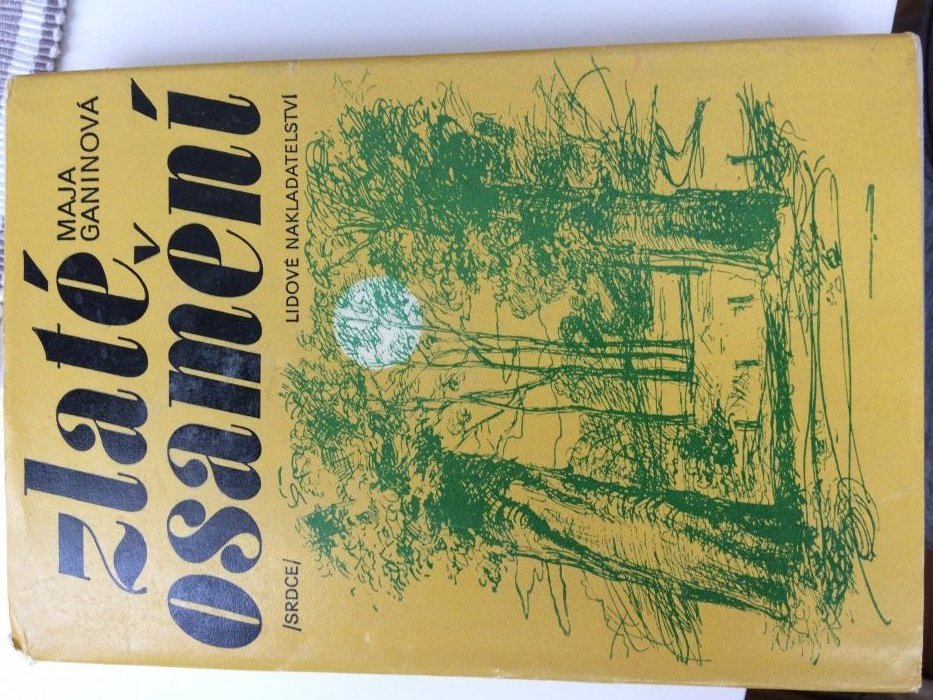 zlaté
MAJA
GANINOVÁ
osamění
/SRDCE/
LIDOVÉ NAKLADATELSTVÍ